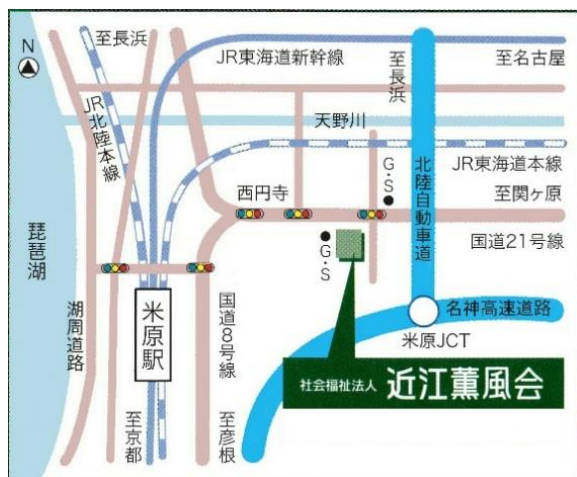 N
至長浜
JR東海道新幹線
至長浜
至名古屋
JR北陸本線
天野川
G・S
北陸自動車道
JR東海道本線
西円寺
至関ヶ原
琵琶湖
G・S
国道21号線
湖周道路
米原駅
国道8号線
名神高速道路
米原JCT
社会福祉法人 近江薫風会
至京都
至彦根